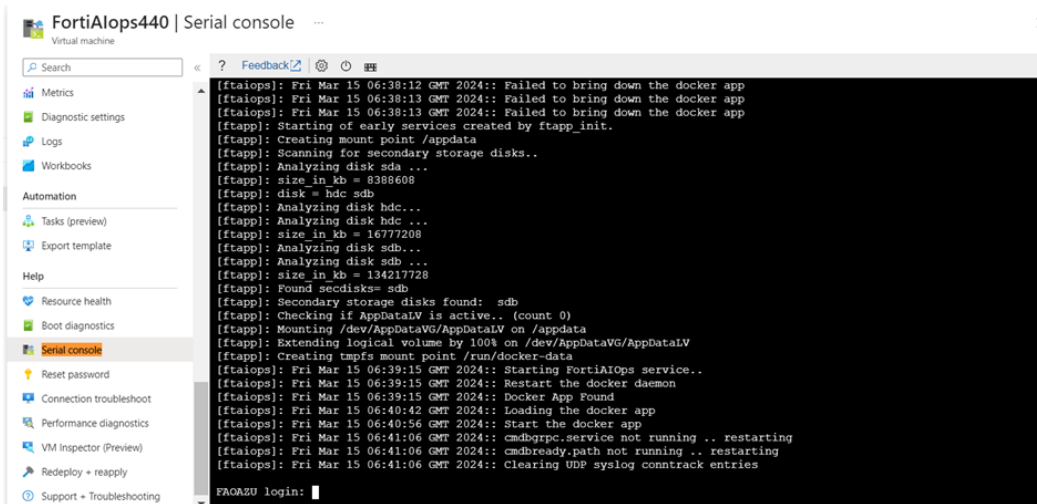 FortiAIops440 | Serial console ...
Virtual machine
Search
«
Metrics
Diagnostic settings
Logs
Workbooks
Automation
Tasks (preview)
Export template
Help
Resource health
Boot diagnostics
Serial console
Reset password
Connection troubleshoot
Performance diagnostics
VM Inspector (Preview)
Redeploy + reapply
Support + Troubleshooting
? Feedback
[ftaiops]: Fri Mar 15 06:38:12 GMT 2024:: Failed to bring down the docker app
[ftaiops]: Fri Mar 15 06:38:13 GMT 2024:: Failed to bring down the docker app
[ftaiops]: Fri Mar 15 06:38:13 GMT 2024:: Failed to bring down the docker app
[ftapp]: Starting of early services created by ftapp_init.
[ftapp]: Creating mount point /appdata
[ftapp]: Scanning for secondary storage disks..
[ftapp]: Analyzing disk sda ...
[ftapp]: size_in_kb = 8388608
[ftapp]: disk = hdc sdb
[ftapp]: Analyzing disk hdc...
[ftapp]: Analyzing disk hdc ...
[ftapp]: size_in_kb = 16777208
[ftapp]: Analyzing disk sdb...
[ftapp]: Analyzing disk sdb ...
[ftapp]: size_in_kb = 134217728
[ftapp]: Found secdisks= sdb
[ftapp]: Secondary storage disks found:  sdb
[ftapp]: Checking if AppDataLV is active.. (count 0)
[ftapp]: Mounting /dev/AppDataVG/AppDataLV on /appdata
[ftapp]: Extending logical volume by 100% on /dev/AppDataVG/AppDataLV
[ftapp]: Creating tmpfs mount point /run/docker-data
[ftaiops]: Fri Mar 15 06:39:15 GMT 2024:: Starting FortiAIOps service..
[ftaiops]: Fri Mar 15 06:39:15 GMT 2024:: Restart the docker daemon
[ftaiops]: Fri Mar 15 06:39:15 GMT 2024:: Docker App Found
[ftaiops]: Fri Mar 15 06:40:42 GMT 2024:: Loading the docker app
[ftaiops]: Fri Mar 15 06:40:56 GMT 2024:: Start the docker app
[ftaiops]: Fri Mar 15 06:41:06 GMT 2024:: cmdbgrpc.service not running .. restarting
[ftaiops]: Fri Mar 15 06:41:06 GMT 2024:: cmdbready.path not running .. restarting
[ftaiops]: Fri Mar 15 06:41:06 GMT 2024:: Clearing UDP syslog conntrack entries
FAOAZU login: